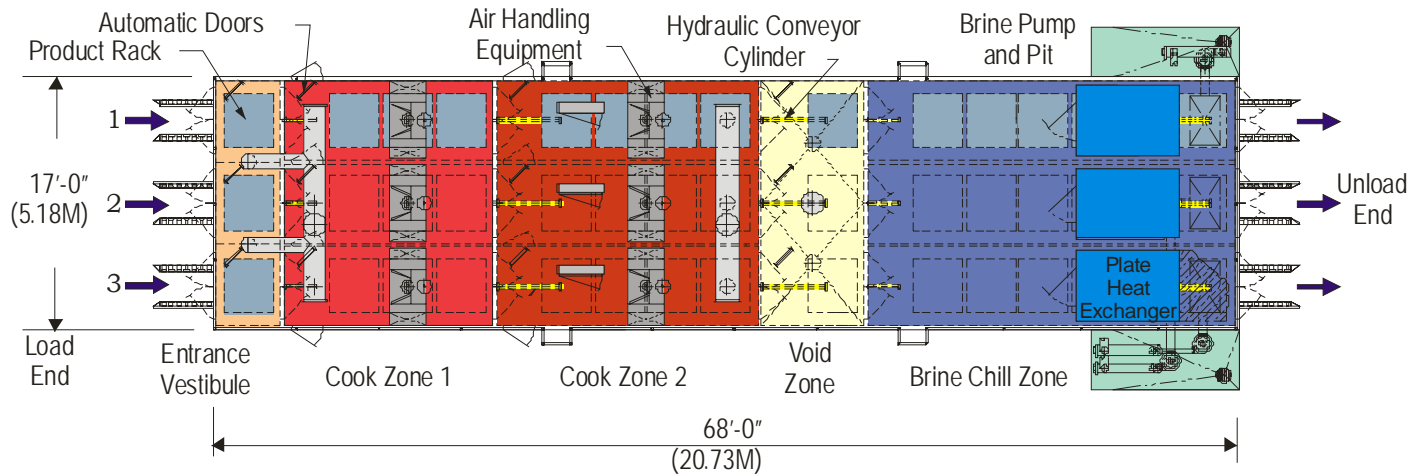 Automatic Doors
Product Rack
Air Handling
Equipment
Hydraulic Conveyor
Cylinder
Brine Pump
and Pit
17'-0"
(5.18M)
1
2
3
Unload
End
Plate
Heat
Exchanger
Load
End
Entrance
Vestibule
Cook Zone 1
Cook Zone 2
Void
Zone
Brine Chill Zone
68'-0"
(20.73M)